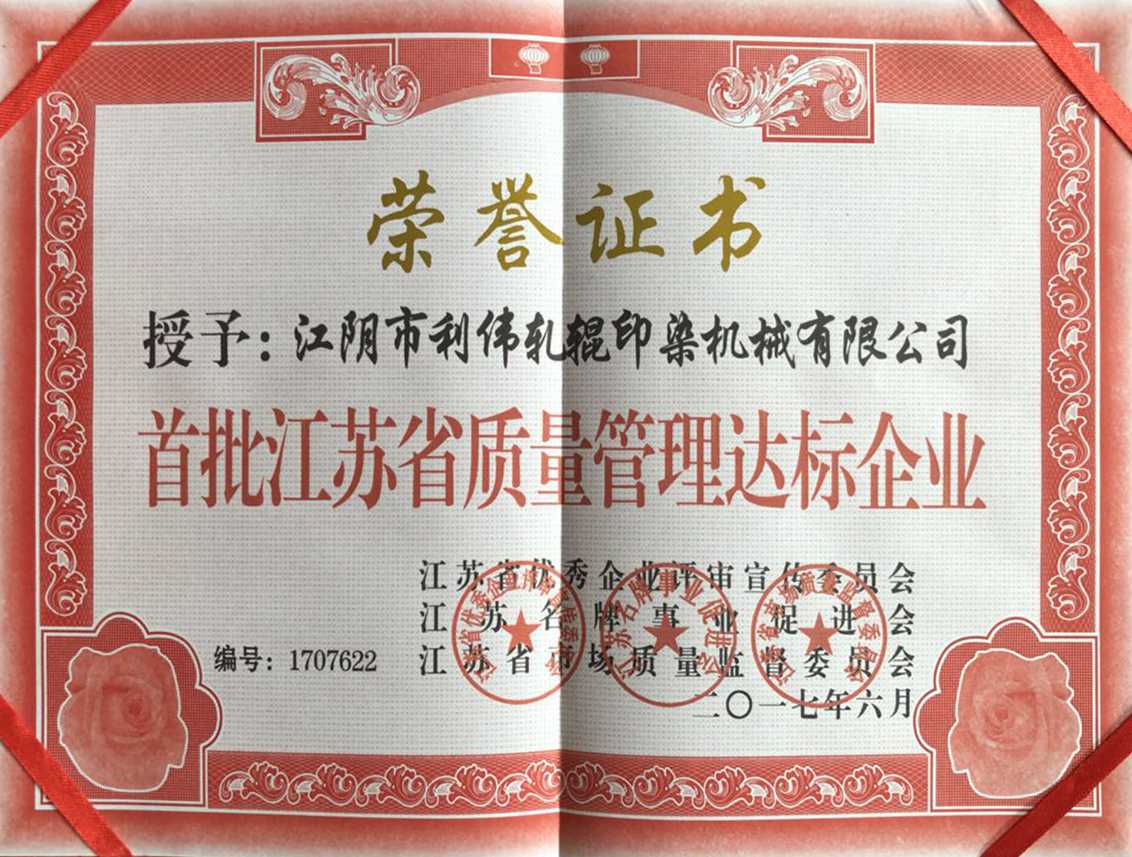 荣誉证书
授予：江阴市利伟轧辊印染机械有限公司
首批江苏省质量管理达标企业
江苏省优秀企业评审宣传委员会
江苏名牌事业促进会
编号：1707622 江苏省市场质量监督委员会
二〇一七年六月